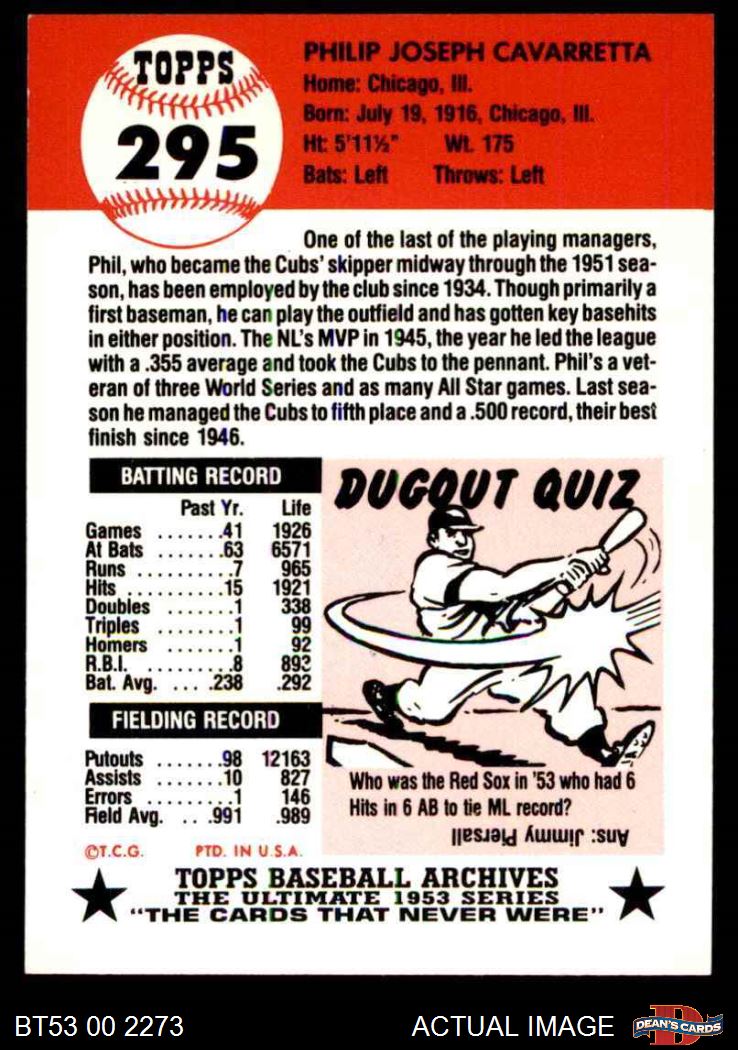 TOPPS
295
PHILIP JOSEPH CAVARRETTA
Home: Chicago, Ill.
Born: July 19, 1916, Chicago, Ill.
Ht: 5'11½" Wt. 175
Bats: Left Throws: Left
One of the last of the playing managers,
Phil, who became the Cubs' skipper midway through the 1951 sea-
son, has been employed by the club since 1934. Though primarily a
first baseman, he can play the outfield and has gotten key basehits
in either position. The NL's MVP in 1945, the year he led the league
with a .355 average and took the Cubs to the pennant. Phil's a vet-
eran of three World Series and as many All Star games. Last sea-
son he managed the Cubs to fifth place and a .500 record, their best
finish since 1946.
BATTING RECORD
Past Yr. Life
Games .......41 1926
At Bats .......63 6571
Runs ..........7 965
Hits ..........15 1921
Doubles .......1 338
Triples ........1 99
Homers .......1 92
R.B.I. .........8 892
Bat. Avg. ....238 .292
FIELDING RECORD
Putouts .......98 12163
Assists .......10 827
Errors .........1 146
Field Avg. ...991 .989
©T.C.G. PTD. IN U.S.A.
DUGOUT QUIZ
Who was the Red Sox in '53 who had 6
Hits in 6 AB to tie ML record?
Ans: Jimmy Piersall
TOPPS BASEBALL ARCHIVES
THE ULTIMATE 1953 SERIES
"THE CARDS THAT NEVER WERE"
BT53 00 2273
ACTUAL IMAGE
DEAN'S CARDS